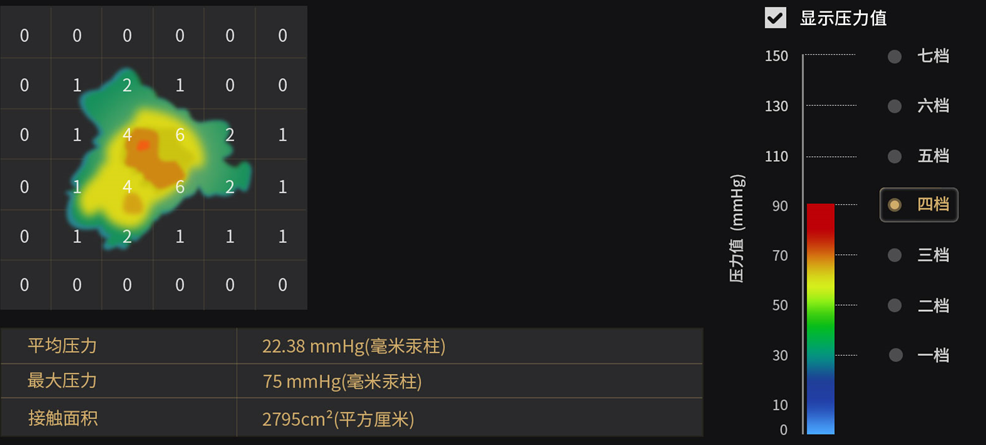 0 0 0 0 0 0
0 1 2 1 0 0
0 1 4 6 2 1
0 1 4 6 2 1
0 1 2 1 1 1
0 0 0 0 0 0
平均压力 22.38 mmHg(毫米汞柱)
最大压力 75 mmHg(毫米汞柱)
接触面积 2795cm²(平方厘米)
显示压力值
压力值 (mmHg)
150 七档
130 六档
110 五档
90 四档
70 三档
50 二档
30 一档
10
0